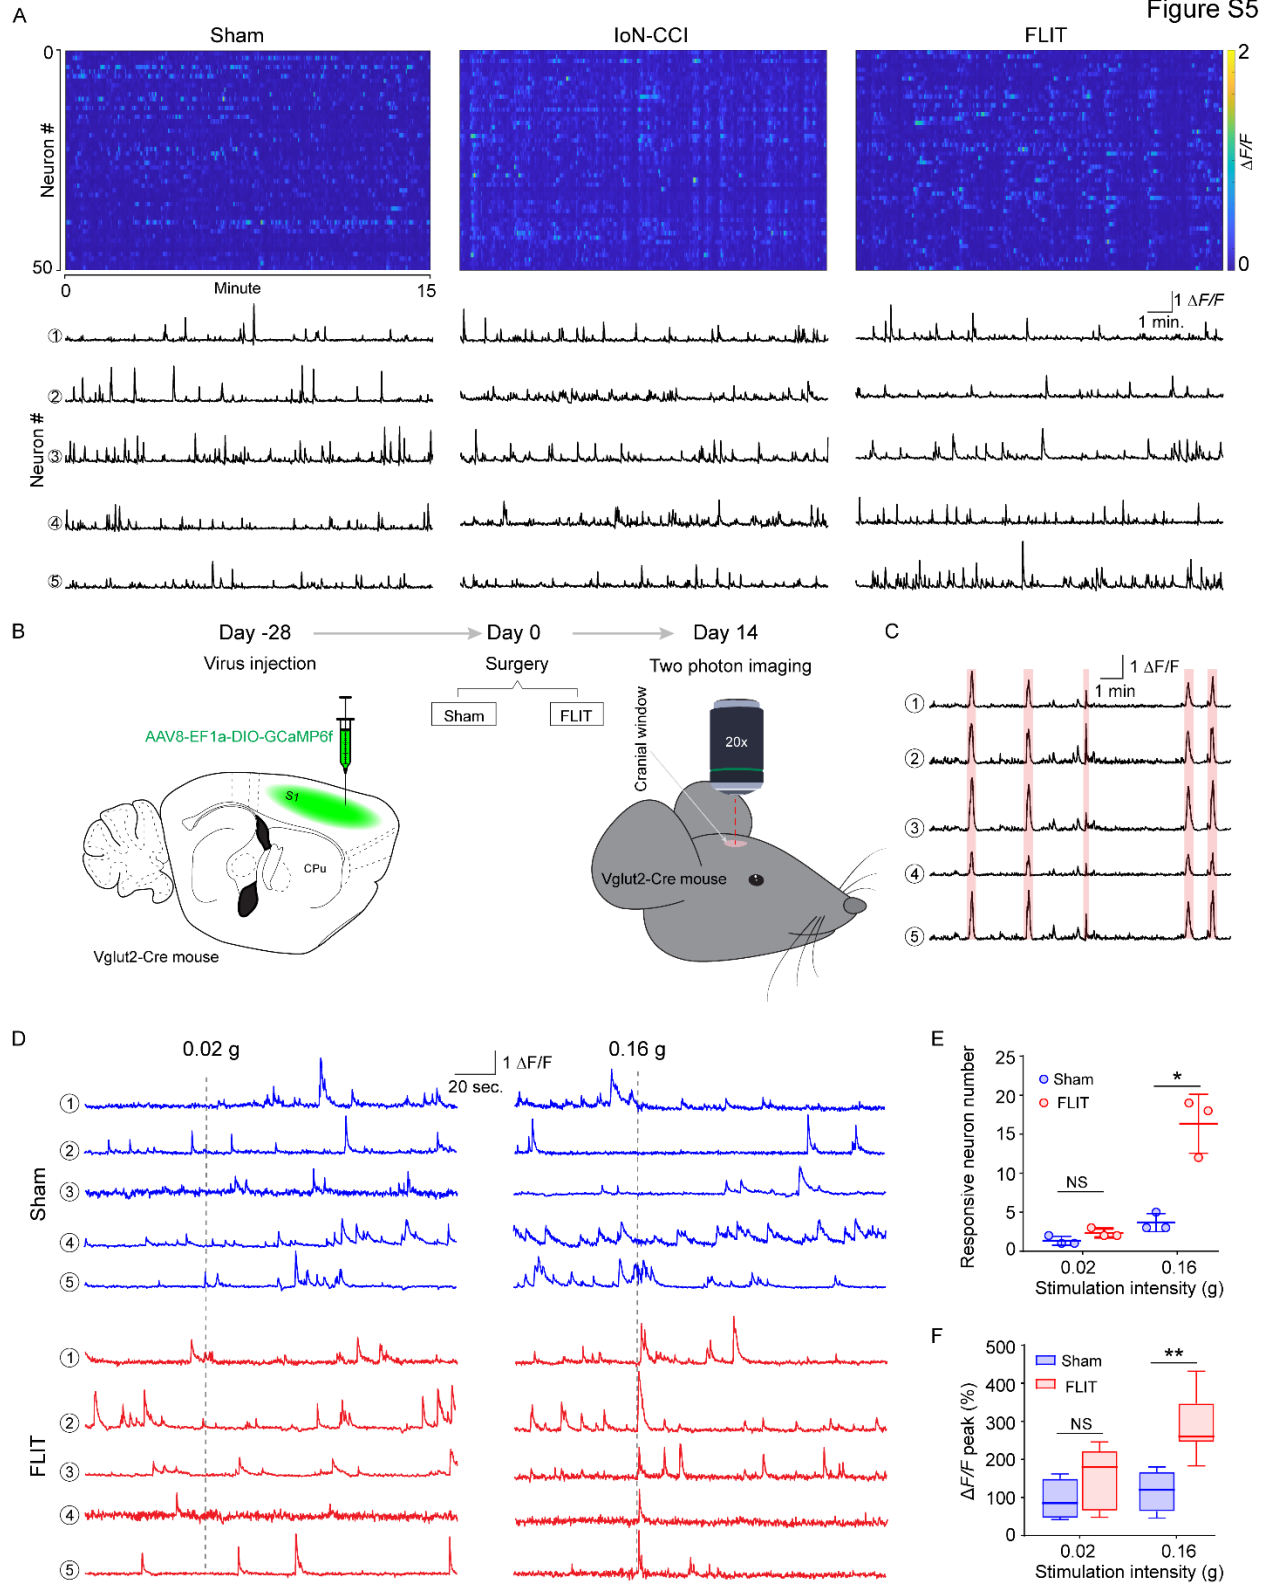 Figure S5
A
Sham
IoN-CCI
FLIT
0
50
Neuron #
0
Minute
15
2
0
ΔF/F
1 ΔF/F
1 min.
Neuron #
①
②
③
④
⑤
B
Day -28
Day 0
Day 14
Virus injection
Surgery
Two photon imaging
Sham
FLIT
AAV8-EF1a-DIO-GCaMP6f
S1
CPu
Vglut2-Cre mouse
Cranial window
20x
Vglut2-Cre mouse
C
1 ΔF/F
1 min
①
②
③
④
⑤
D
0.02 g
0.16 g
1 ΔF/F
20 sec.
Sham
①
②
③
④
⑤
FLIT
①
②
③
④
⑤
E
Responsive neuron number
25
20
15
10
5
0
Sham
FLIT
NS
*
0.02
0.16
Stimulation intensity (g)
F
ΔF/F peak (%)
500
400
300
200
100
0
Sham
FLIT
NS
**
0.02
0.16
Stimulation intensity (g)